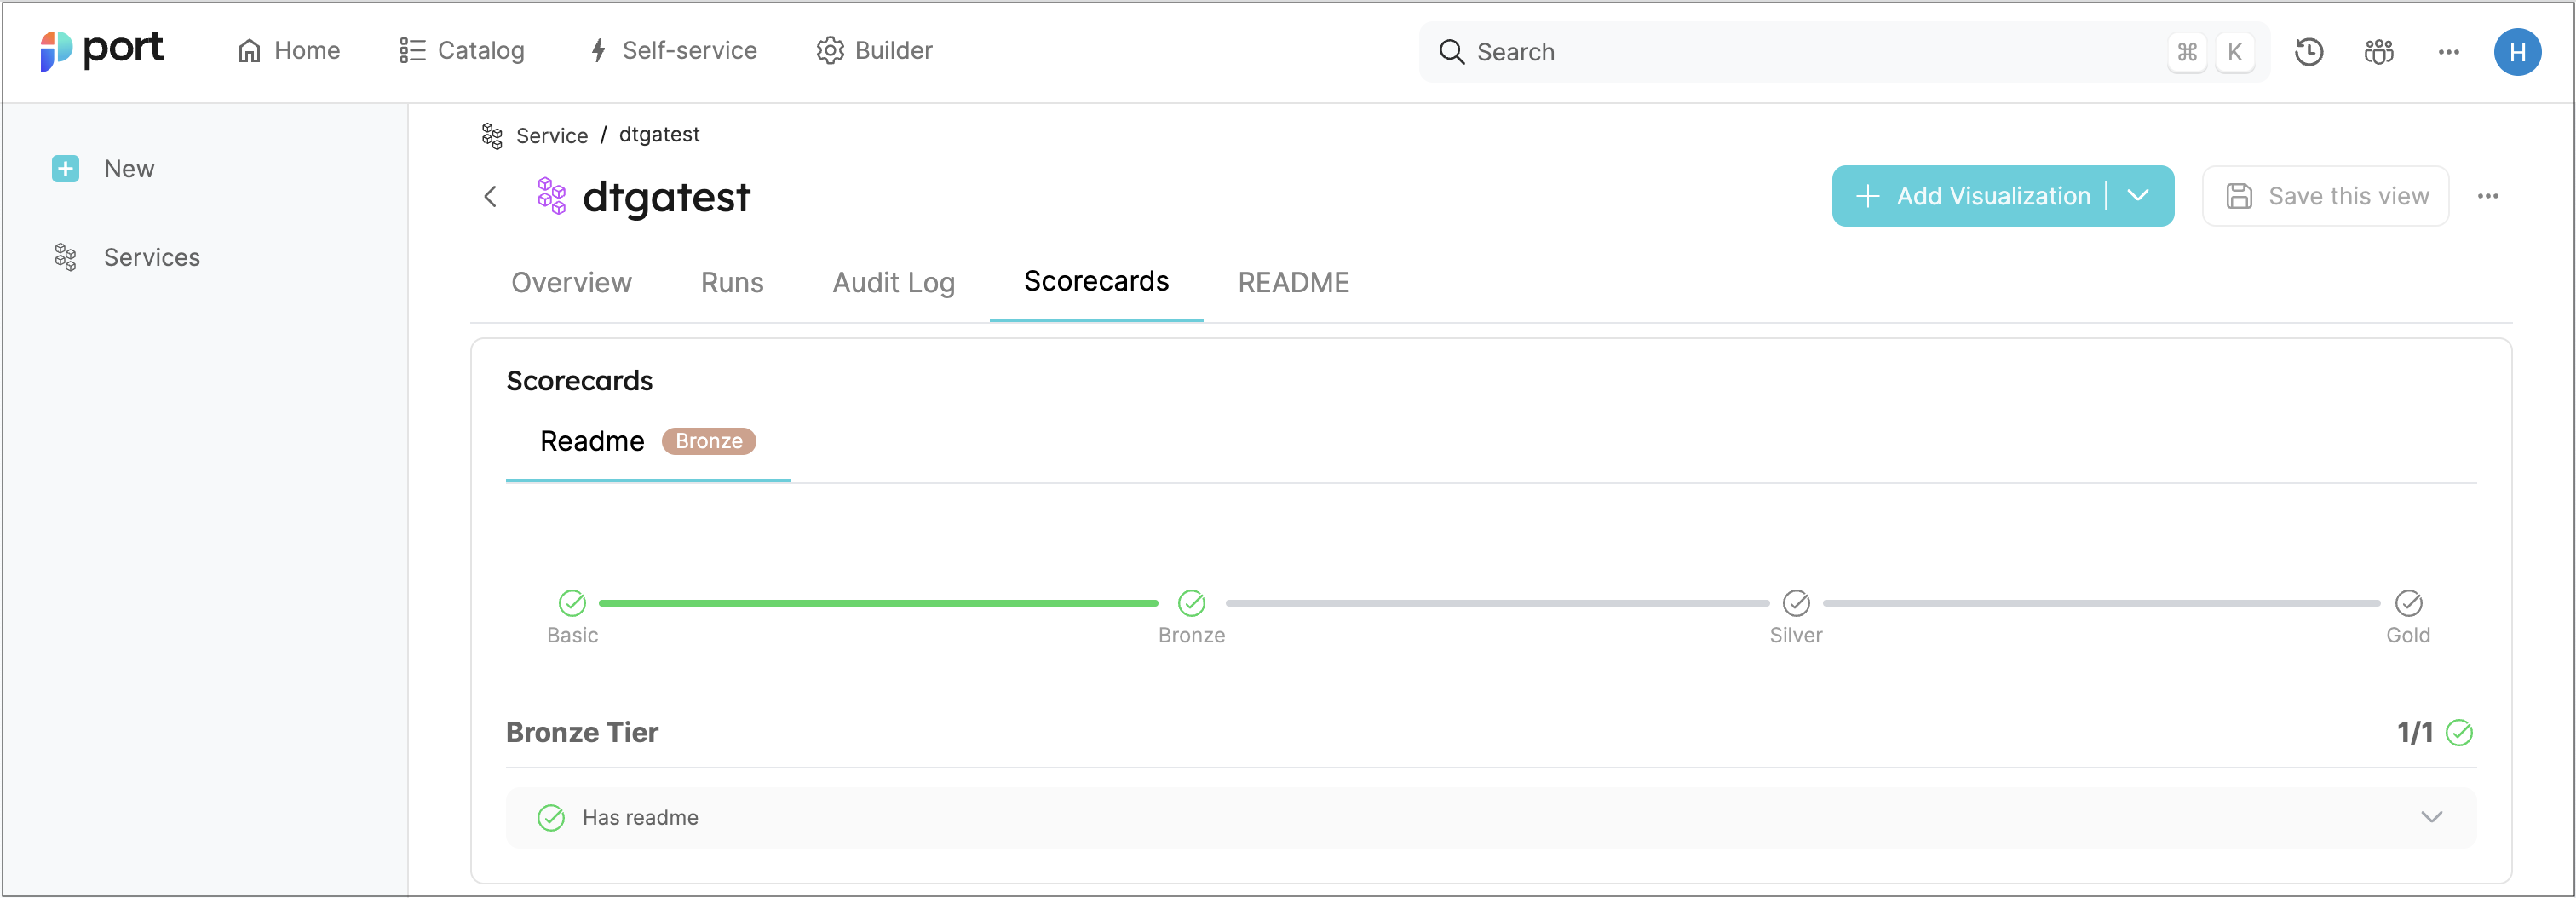 port
Home
Catalog
Self-service
Builder
Search
⌘ K
H
New
Services
Service / dtgatest
dtgatest
+ Add Visualization
Save this view
Overview
Runs
Audit Log
Scorecards
README
Scorecards
Readme Bronze
Basic
Bronze
Silver
Gold
Bronze Tier
1/1
Has readme